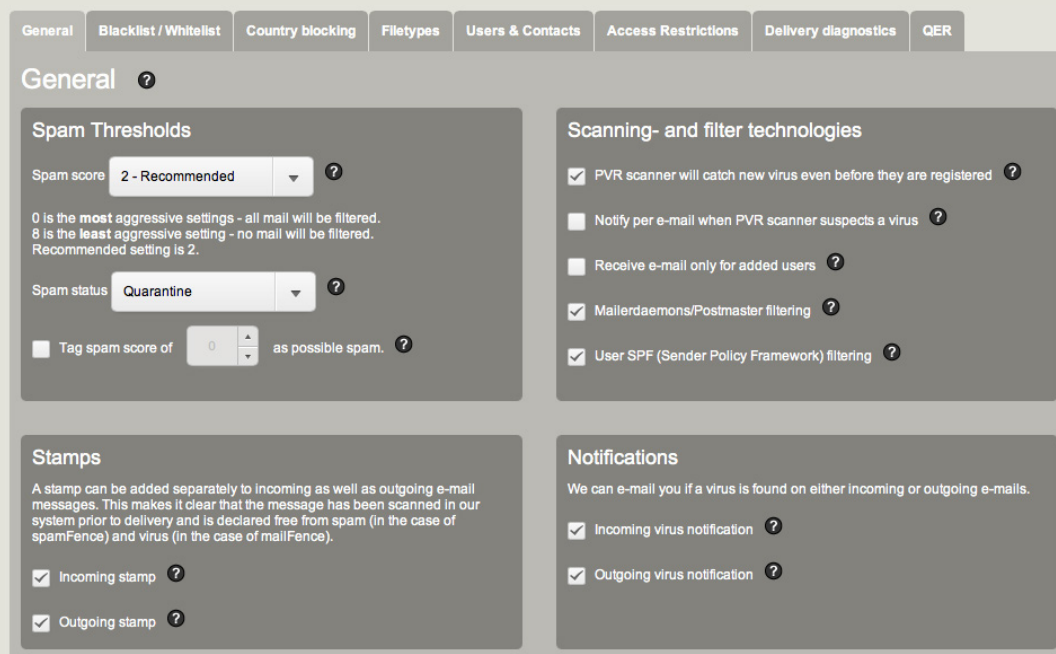 General
Blacklist / Whitelist
Country blocking
Filetypes
Users & Contacts
Access Restrictions
Delivery diagnostics
QER
General ?
Spam Thresholds
Spam score 2 - Recommended ?
0 is the most aggressive settings - all mail will be filtered.
8 is the least aggressive setting - no mail will be filtered.
Recommended setting is 2.
Spam status Quarantine ?
Tag spam score of 0 as possible spam. ?
Scanning- and filter technologies
PVR scanner will catch new virus even before they are registered ?
Notify per e-mail when PVR scanner suspects a virus ?
Receive e-mail only for added users ?
Mailerdaemons/Postmaster filtering ?
User SPF (Sender Policy Framework) filtering ?
Stamps
A stamp can be added separately to incoming as well as outgoing e-mail
messages. This makes it clear that the message has been scanned in our
system prior to delivery and is declared free from spam (in the case of
spamFence) and virus (in the case of mailFence).
Incoming stamp ?
Outgoing stamp ?
Notifications
We can e-mail you if a virus is found on either incoming or outgoing e-mails.
Incoming virus notification ?
Outgoing virus notification ?